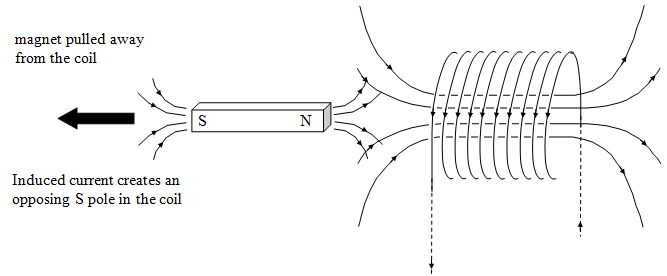 magnet pulled away
from the coil
S N
Induced current creates an
opposing S pole in the coil